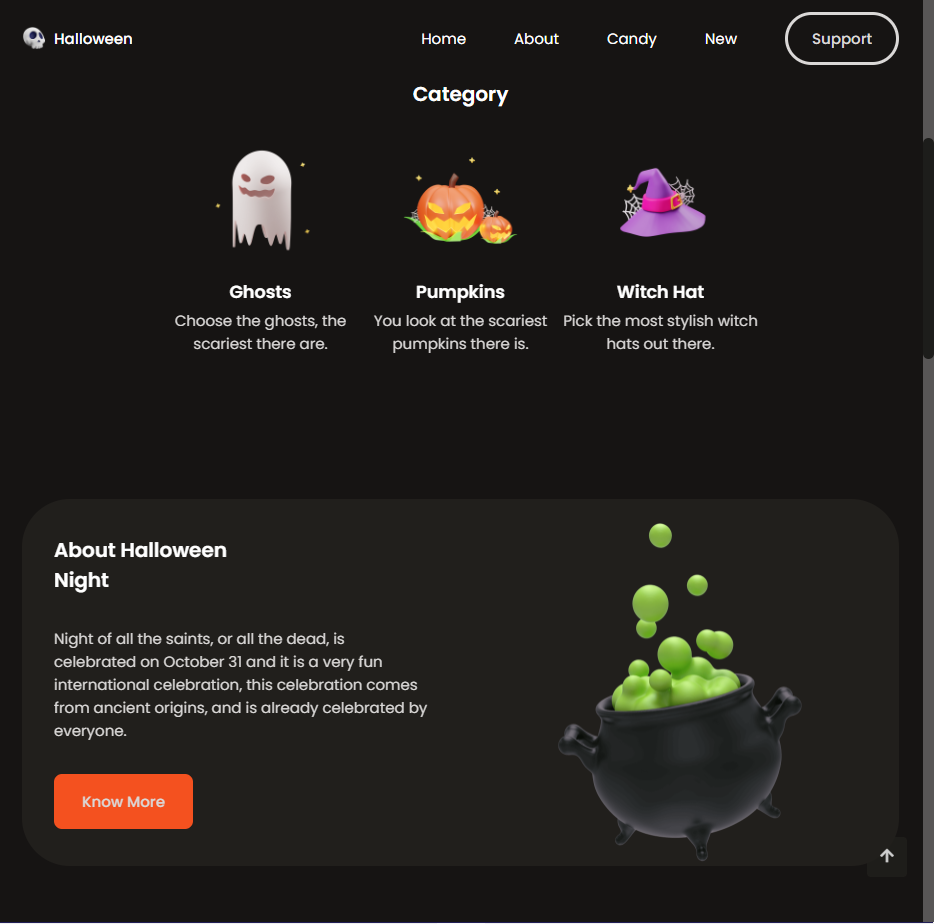 Halloween
Home
About
Candy
New
Support
Category
Ghosts
Choose the ghosts, the
scariest there are.
Pumpkins
You look at the scariest
pumpkins there is.
Witch Hat
Pick the most stylish witch
hats out there.
About Halloween
Night
Night of all the saints, or all the dead, is
celebrated on October 31 and it is a very fun
international celebration, this celebration comes
from ancient origins, and is already celebrated by
everyone.
Know More